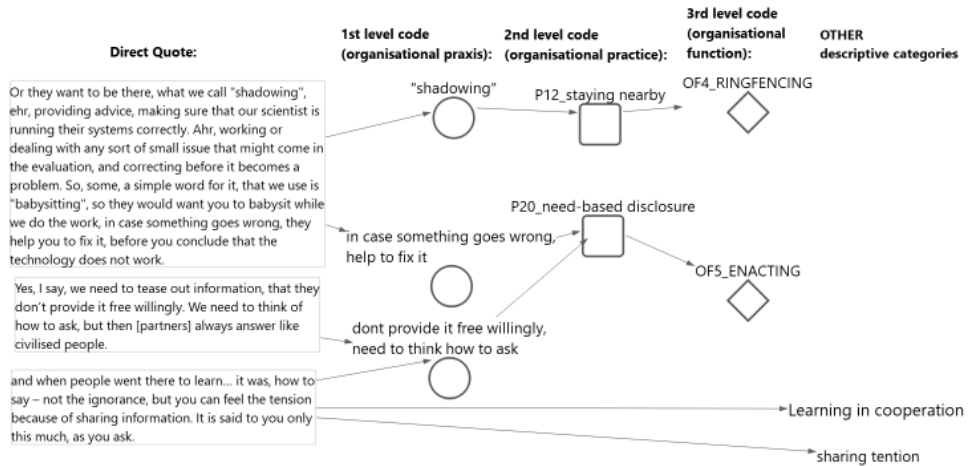 Direct Quote:
1st level code
(organisational praxis):
2nd level code
(organisational practice):
3rd level code
(organisational
function):
OTHER
descriptive categories
Or they want to be there, what we call "shadowing",
ehr, providing advice, making sure that our scientist is
running their systems correctly. Ahr, working or
dealing with any sort of small issue that might come in
the evaluation, and correcting before it becomes a
problem. So, some, a simple word for it, that we use is
"babysitting", so they would want you to babysit while
we do the work, in case something goes wrong, they
help you to fix it, before you conclude that the
technology does not work.
"shadowing"
P12_staying nearby
OF4_RINGFENCING
in case something goes wrong,
help to fix it
P20_need-based disclosure
OF5_ENACTING
Yes, I say, we need to tease out information, that they
don't provide it free willingly. We need to think of
how to ask, but then [partners] always answer like
civilised people.
dont provide it free willingly,
need to think how to ask
and when people went there to learn... it was, how to
say – not the ignorance, but you can feel the tension
because of sharing information. It is said to you only
this much, as you ask.
Learning in cooperation
sharing tention